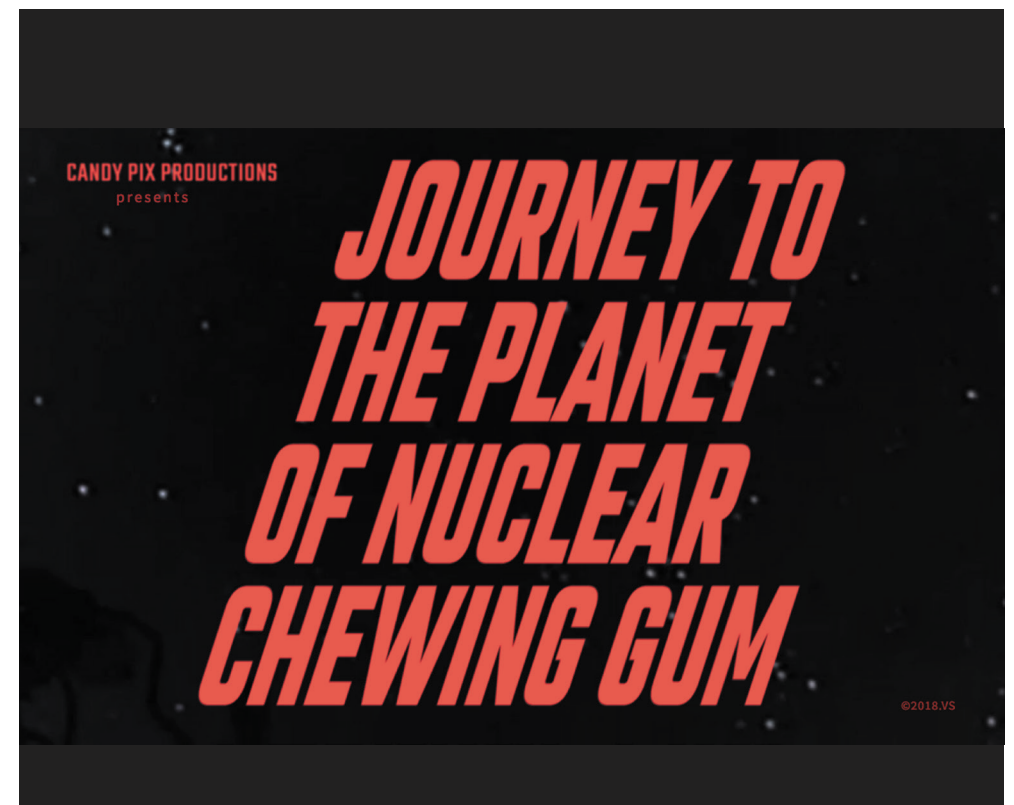 CANDY PIX PRODUCTIONS
presents
JOURNEY TO
THE PLANET
OF NUCLEAR
CHEWING GUM
©2018.VS